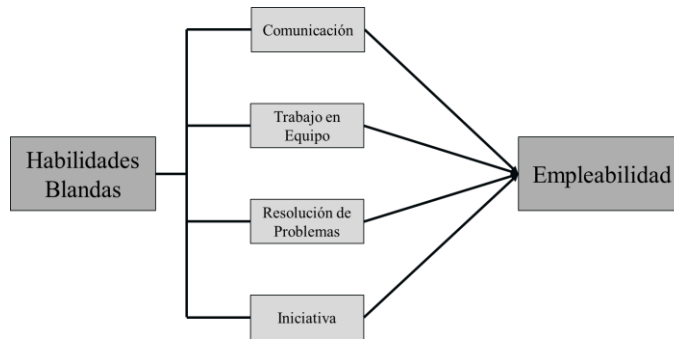 Comunicación
Trabajo en
Equipo
Habilidades
Blandas
Empleabilidad
Resolución de
Problemas
Iniciativa